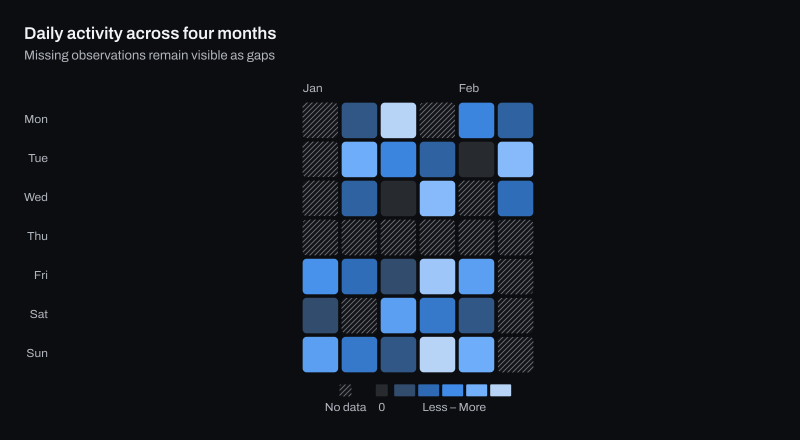 Daily activity across four months
Missing observations remain visible as gaps
Jan Feb
Mon
Tue
Wed
Thu
Fri
Sat
Sun
No data 0 Less – More